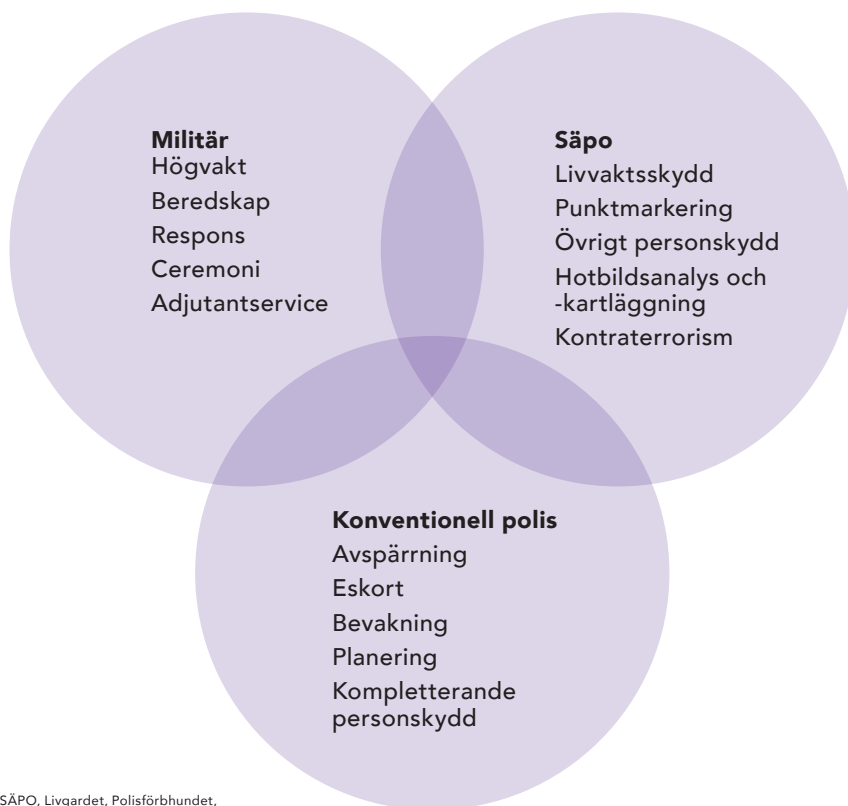 Militär
Högvakt
Beredskap
Respons
Ceremoni
Adjutantservice
Säpo
Livvaktsskydd
Punktmarkering
Övrigt personskydd
Hotbildsanalys och
-kartläggning
Kontraterrorism
Konventionell polis
Avspärrning
Eskort
Bevakning
Planering
Kompletterande
personskydd
SÄPO, Livgardet, Polisförbhundet,